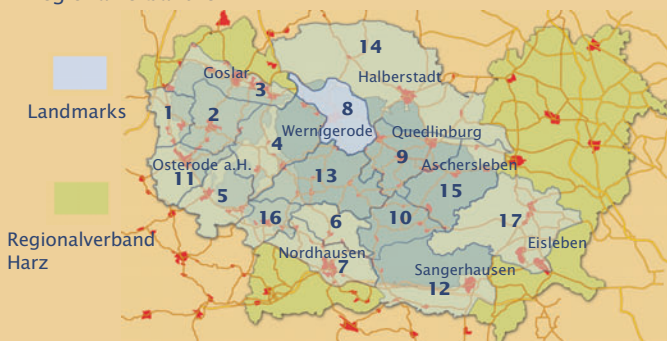 14
Goslar
3
Halberstadt
Landmarks
1
2
8
Wernigerode
Quedlinburg
4
Osterode a.H.
9
Aschersleben
11
5
13
15
16
6
10
17
Regionalverband
Harz
Nordhausen
7
Eisleben
Sangerhausen
12